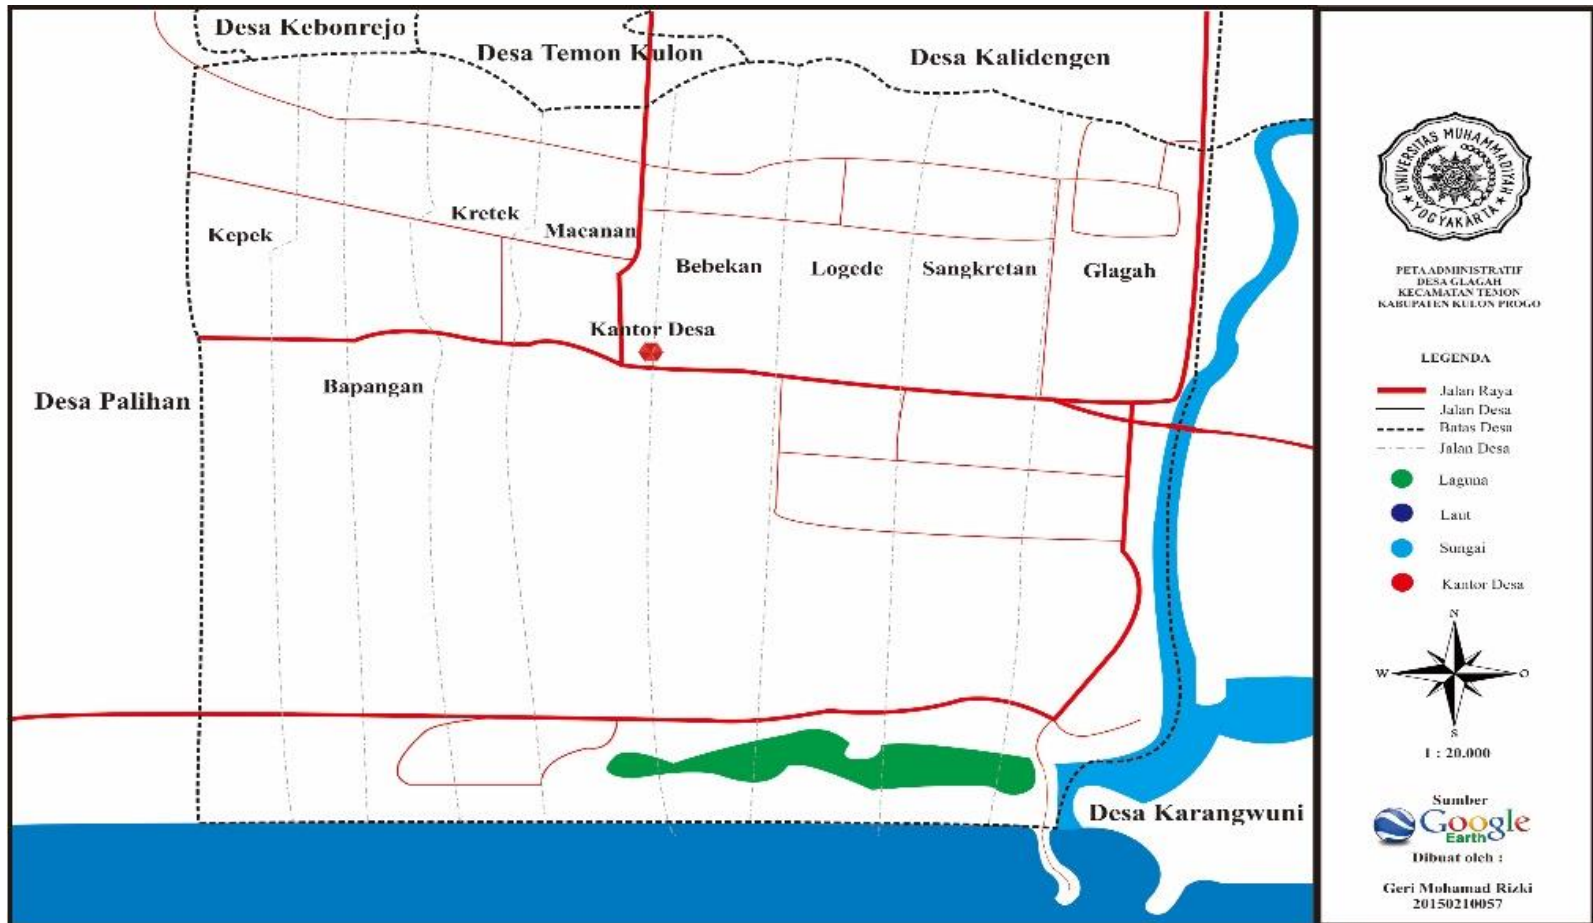 Desa Kebonrejo
Desa Temon Kulon
Desa Kalidengen
Kepek
Kretek
Macanan
Bebekan
Logede
Sangkretan
Glagah
Kantor Desa
Bapangan
Desa Palihan
Desa Karangwuni
UNIVERSITAS MUHAMMADIYAH
YOGYAKARTA
PETA ADMINISTRATIF
DESA GLAGAH
KECAMATAN TEMON
KABUPATEN KULON PROGO
LEGENDA
Jalan Raya
Jalan Desa
Batas Desa
Jalan Desa
Laguna
Laut
Sungai
Kantor Desa
N
W
O
S
1 : 20.000
Sumber
Google
Earth
Dibuat oleh :
Geri Mohamad Rizki
20150210057